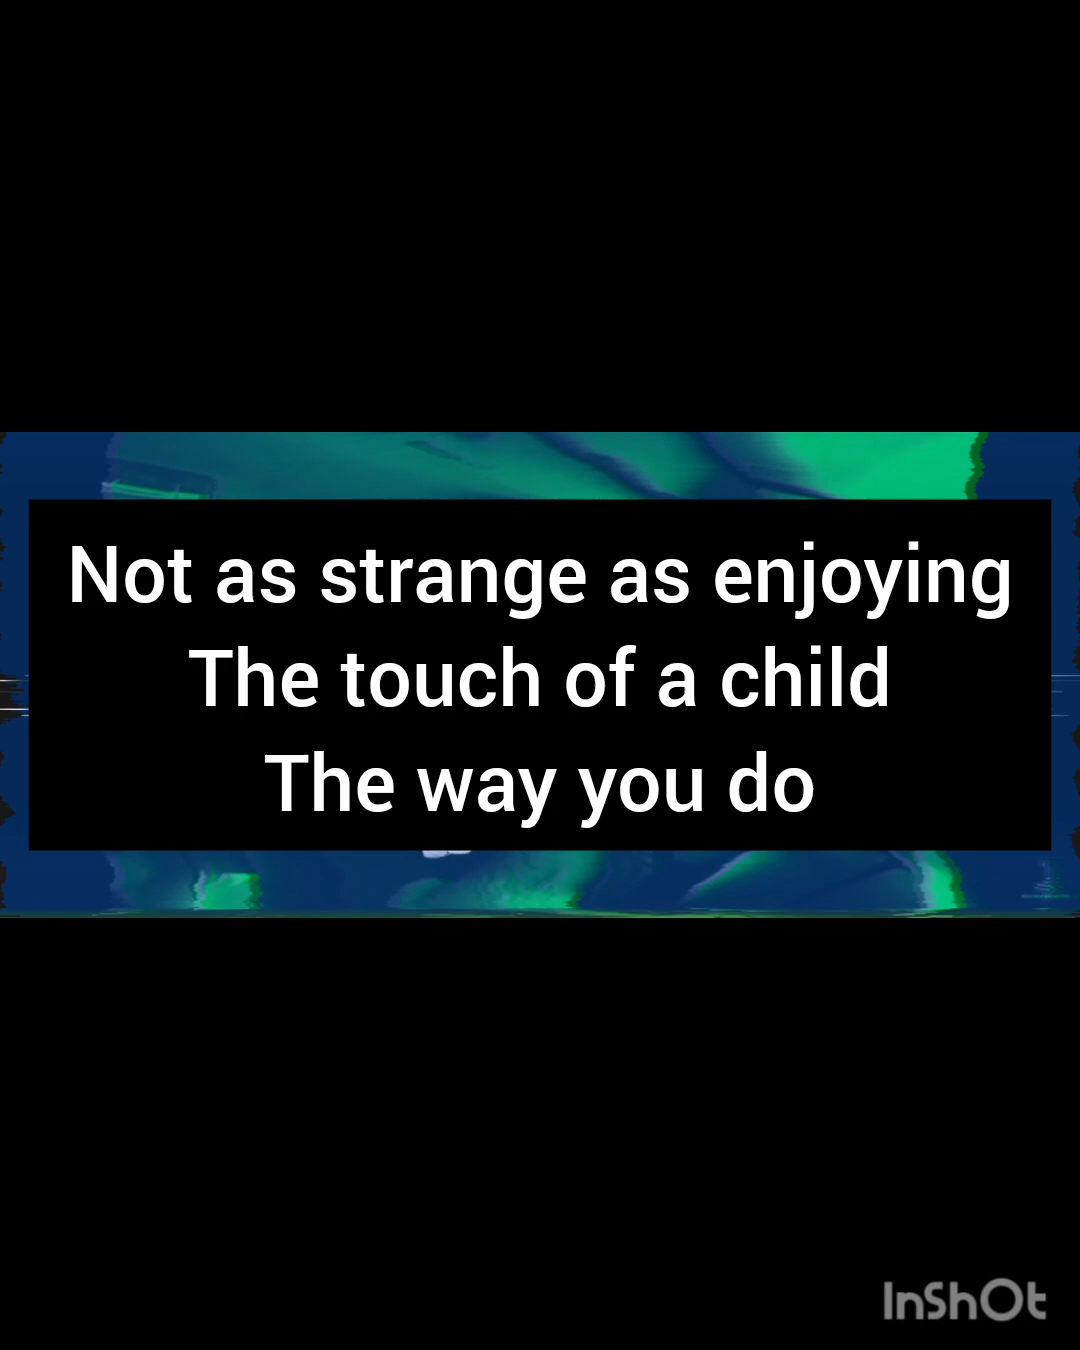 Not as strange as enjoying
The touch of a child
The way you do
InShOt